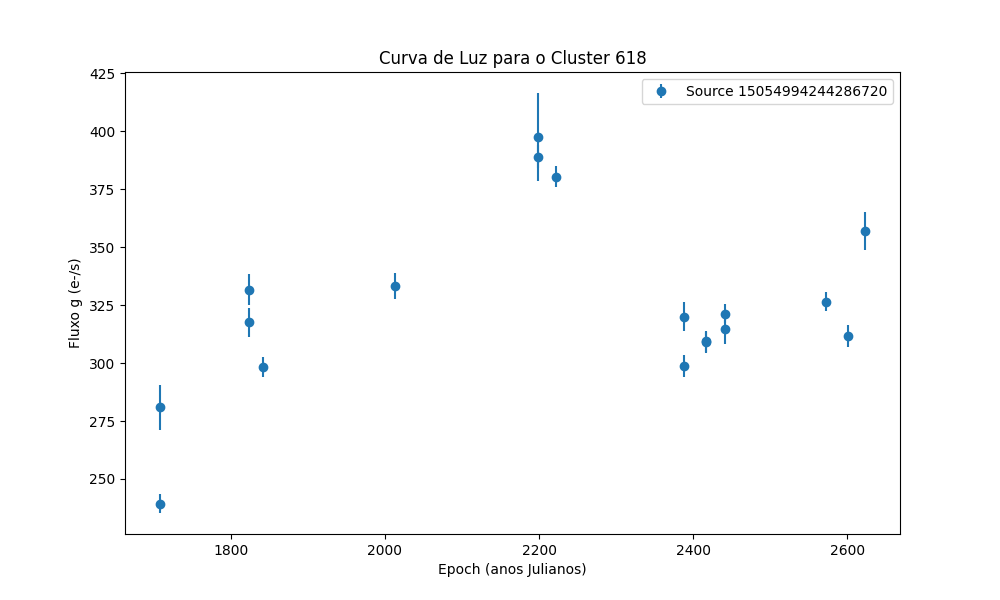 Curva de Luz para o Cluster 618
Source 15054994244286720
425
400
375
350
325
300
275
250
Fluxo g (e-/s)
1800 2000 2200 2400 2600
Epoch (anos Julianos)